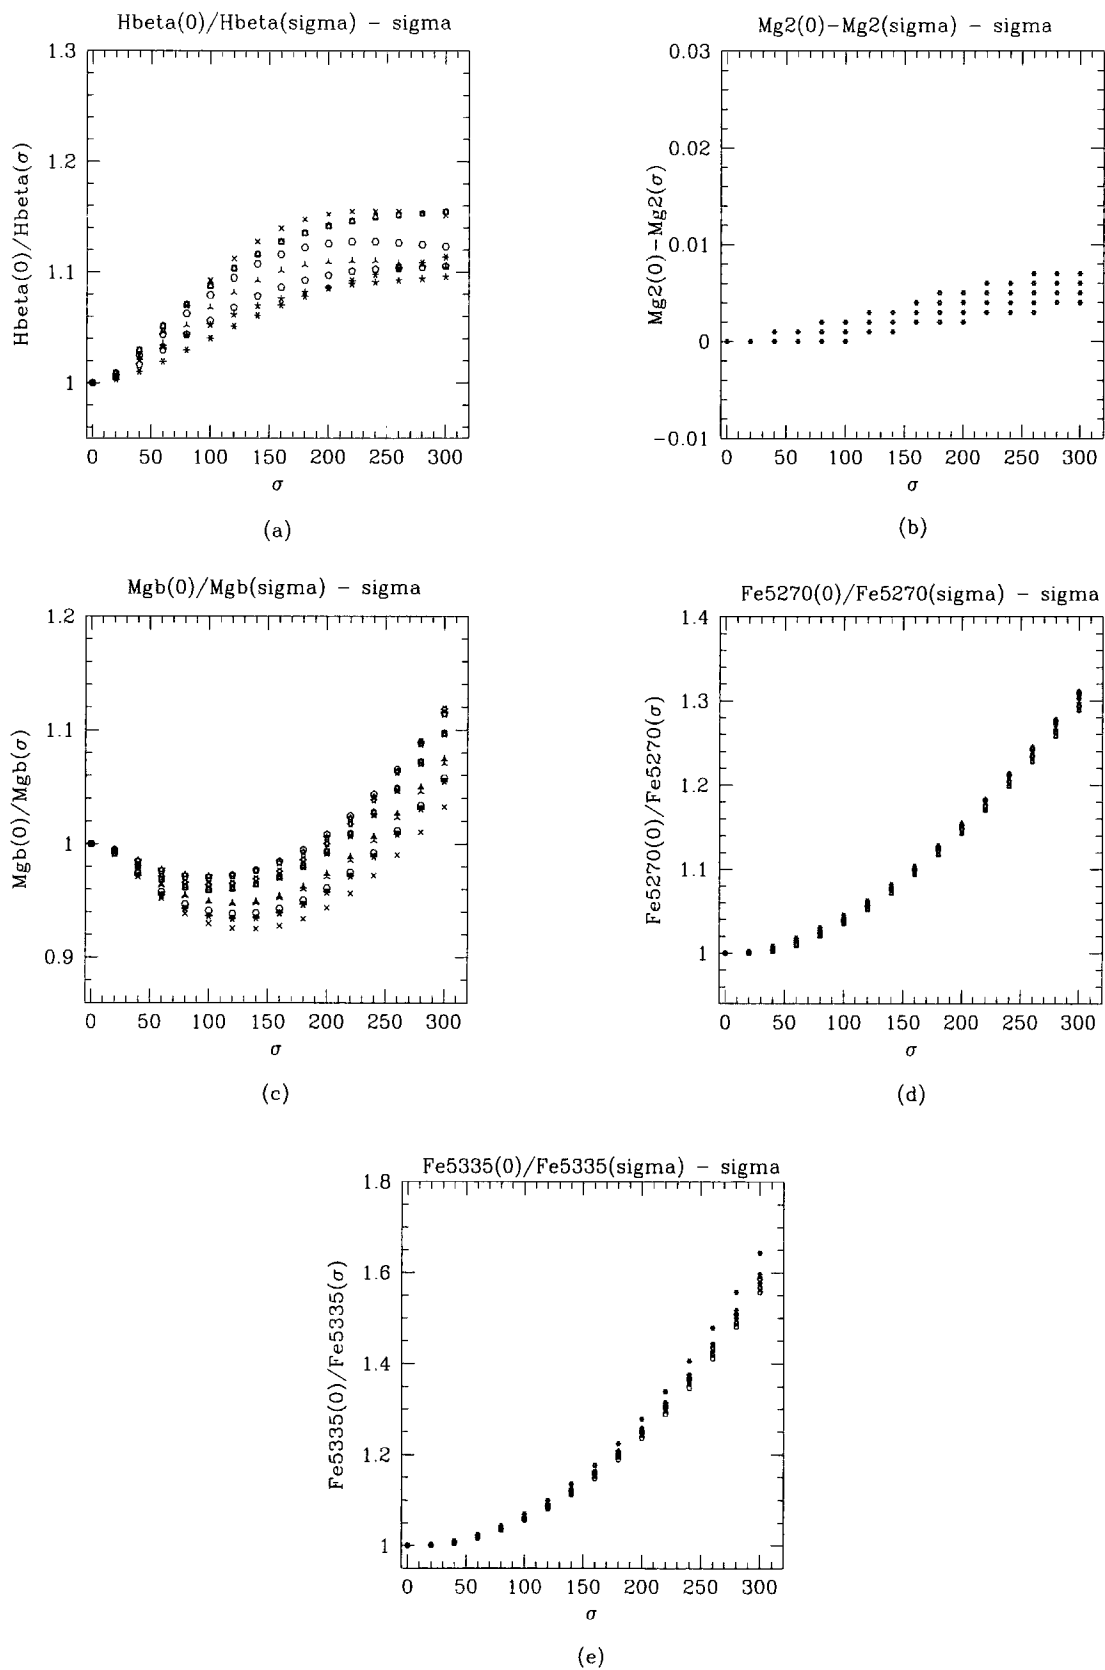 Hbeta(0)/Hbeta(sigma) − sigma
1.3
1.2
1.1
1
Hbeta(0)/Hbeta(σ)
0 50 100 150 200 250 300
σ
(a)
Mg2(0)−Mg2(sigma) − sigma
0.03
0.02
0.01
0
−0.01
Mg2(0)−Mg2(σ)
0 50 100 150 200 250 300
σ
(b)
Mgb(0)/Mgb(sigma) − sigma
1.2
1.1
1
0.9
Mgb(0)/Mgb(σ)
0 50 100 150 200 250 300
σ
(c)
Fe5270(0)/Fe5270(sigma) − sigma
1.4
1.3
1.2
1.1
1
Fe5270(0)/Fe5270(σ)
0 50 100 150 200 250 300
σ
(d)
Fe5335(0)/Fe5335(sigma) − sigma
1.8
1.6
1.4
1.2
1
Fe5335(0)/Fe5335(σ)
0 50 100 150 200 250 300
σ
(e)